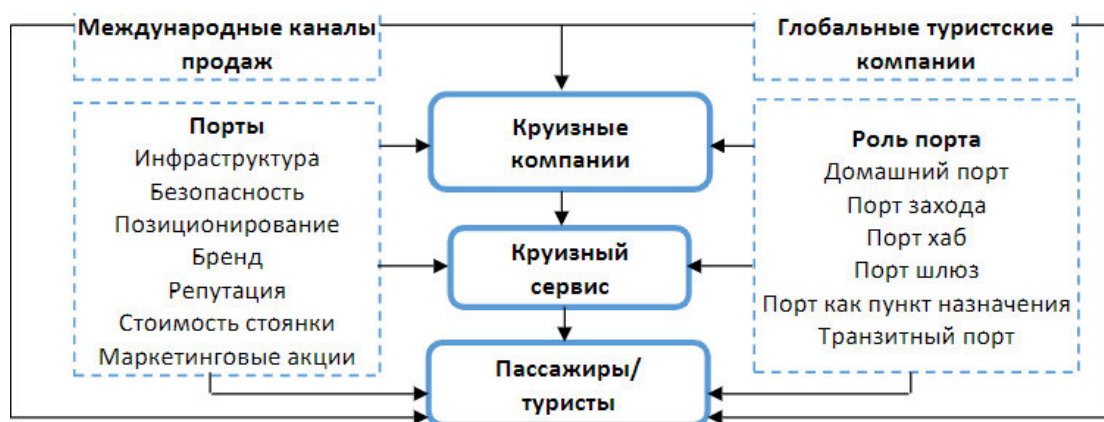 Международные каналы
продаж
Глобальные туристские
компании
Порты
Инфраструктура
Безопасность
Позиционирование
Бренд
Репутация
Стоимость стоянки
Маркетинговые акции
Круизные
компании
Круизный
сервис
Пассажиры/
туристы
Роль порта
Домашний порт
Порт захода
Порт хаб
Порт шлюз
Порт как пункт назначения
Транзитный порт